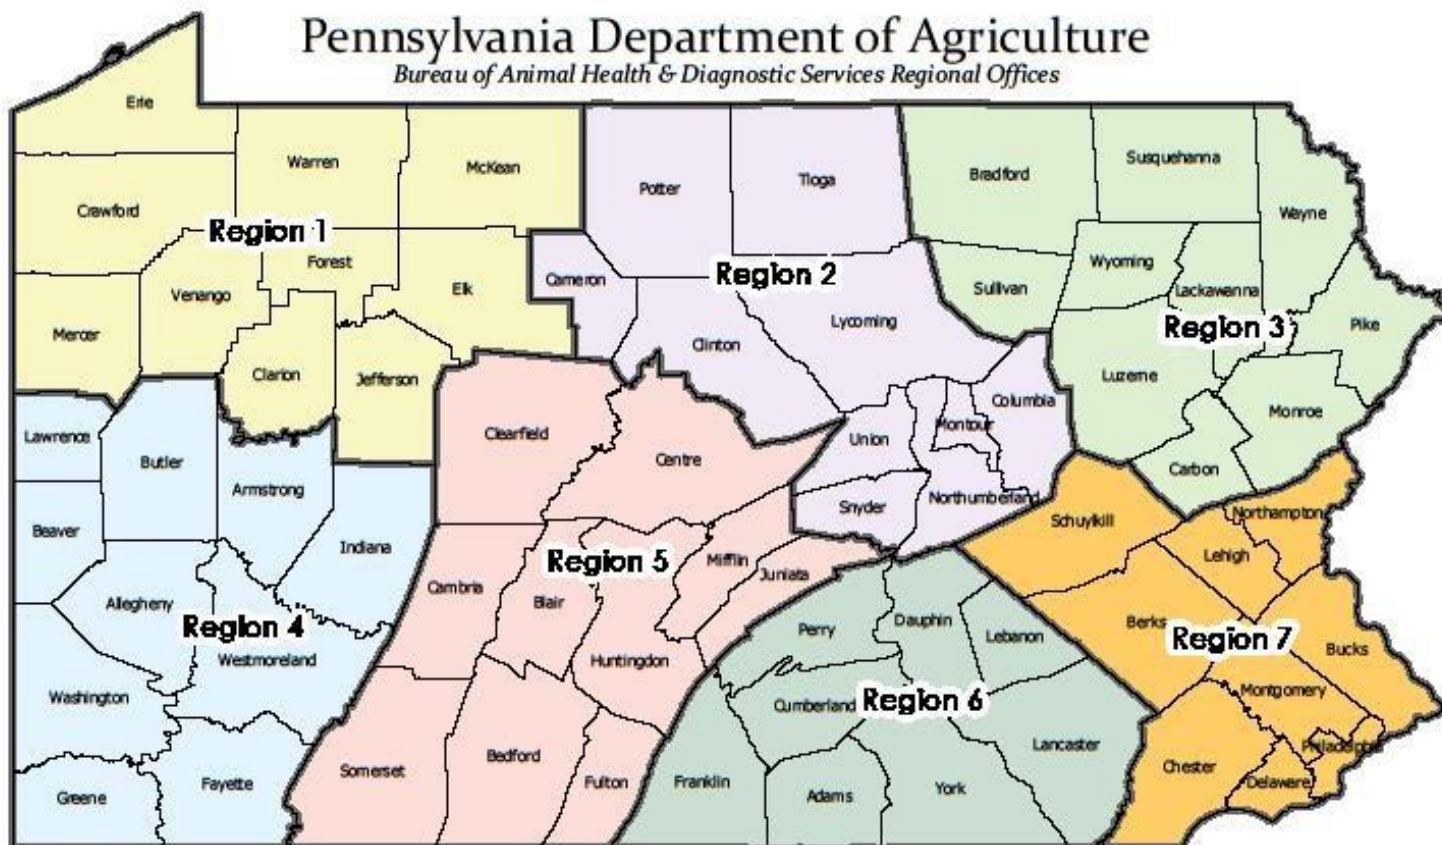 Pennsylvania Department of Agriculture
Bureau of Animal Health & Diagnostic Services Regional Offices
Erie
Warren
McKean
Crawford
Region 1
Forest
Venango
Elk
Mercer
Clarion
Jefferson
Potter
Tioga
Cameron
Region 2
Lycoming
Clinton
Columbia
Montour
Union
Snyder
Northumberland
Bradford
Susquehanna
Wayne
Wyoming
Sullivan
Lackawanna
Region 3
Pike
Luzerne
Monroe
Carbon
Lawrence
Butler
Armstrong
Beaver
Indiana
Allegheny
Region 4
Westmoreland
Washington
Fayette
Greene
Clearfield
Centre
Region 5
Mifflin
Juniata
Cambria
Blair
Huntingdon
Bedford
Somerset
Fulton
Perry
Dauphin
Lebanon
Cumberland
Region 6
Lancaster
Franklin
Adams
York
Schuylkill
Northampton
Lehigh
Berks
Region 7
Bucks
Montgomery
Philadelphia
Chester
Delaware